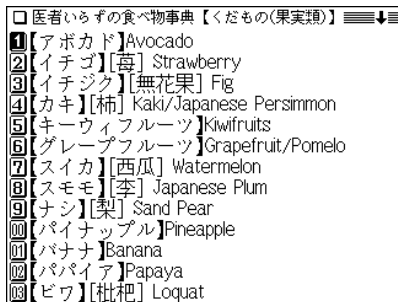 医者いらずの食べ物事典【くだもの(果実類)】
1【アボカド】Avocado
2【イチゴ】[苺] Strawberry
3【イチジク】[無花果] Fig
4【カキ】[柿] Kaki/Japanese Persimmon
5【キーウィフルーツ】Kiwifruits
6【グレープフルーツ】Grapefruit/Pomelo
7【スイカ】[西瓜] Watermelon
8【スモモ】[李] Japanese Plum
9【ナシ】[梨] Sand Pear
00【パイナップル】Pineapple
01【バナナ】Banana
02【パパイア】Papaya
03【ビワ】[枇杷] Loquat